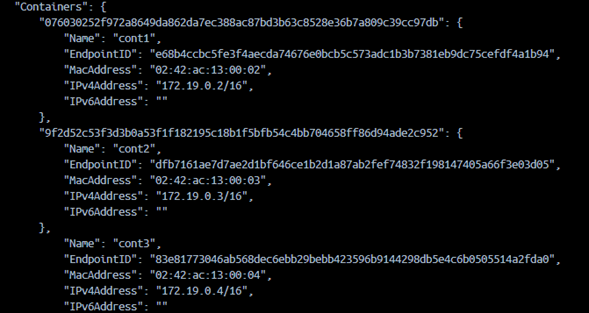 "Containers": {
"076030252f972a8649da862da7ec388ac87bd3b63c8528e36b7a809c39cc97db": {
"Name": "cont1",
"EndpointID": "e68b4ccbc5fe3f4aecda74676e0bcb5c573adc1b3b7381eb9dc75cefdf4a1b94",
"MacAddress": "02:42:ac:13:00:02",
"IPv4Address": "172.19.0.2/16",
"IPv6Address": ""
},
"9f2d52c53f3d3b0a53f1f182195c18b1f5bfb54c4bb704658ff86d94ade2c952": {
"Name": "cont2",
"EndpointID": "dfb7161ae7d7ae2d1bf646ce1b2d1a87ab2fef74832f198147405a66f3e03d05",
"MacAddress": "02:42:ac:13:00:03",
"IPv4Address": "172.19.0.3/16",
"IPv6Address": ""
},
"Name": "cont3",
"EndpointID": "83e81773046ab568dec6ebb29bebb423596b9144298db5e4c6b0505514a2fda0",
"MacAddress": "02:42:ac:13:00:04",
"IPv4Address": "172.19.0.4/16",
"IPv6Address": ""